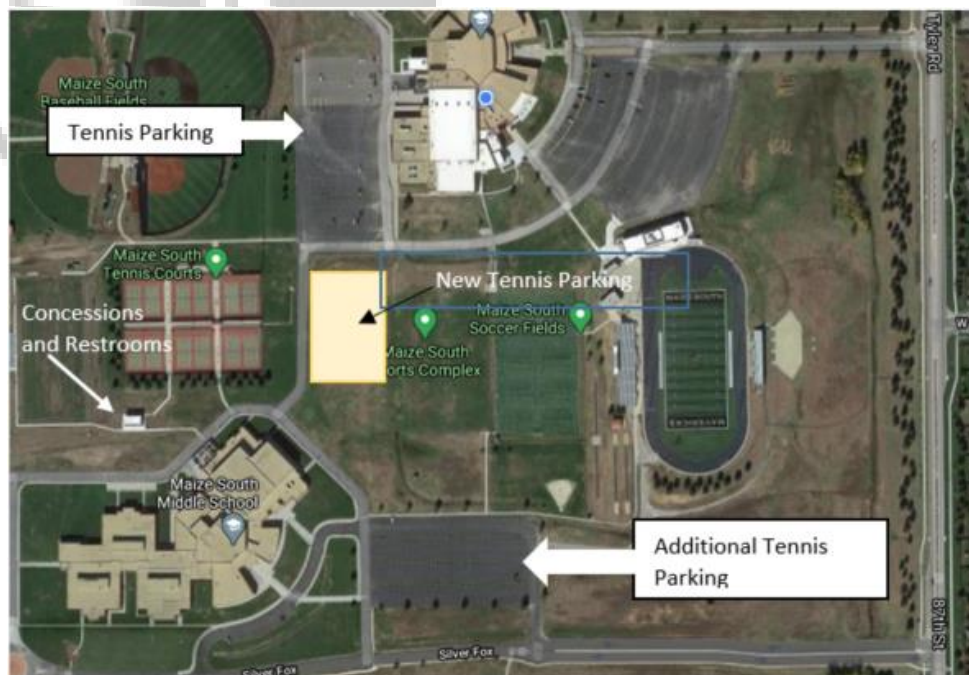 Tyler Rd
Maize South
Baseball Fields
Tennis Parking
Maize South
Tennis Courts
New Tennis Parking
MAIZE SOUTH
Concessions
and Restrooms
Maize South
Soccer Fields
W
Maize South
orts Complex
Maize South
Middle School
Additional Tennis
Parking
87th St
Silver Fox
Silver Fox